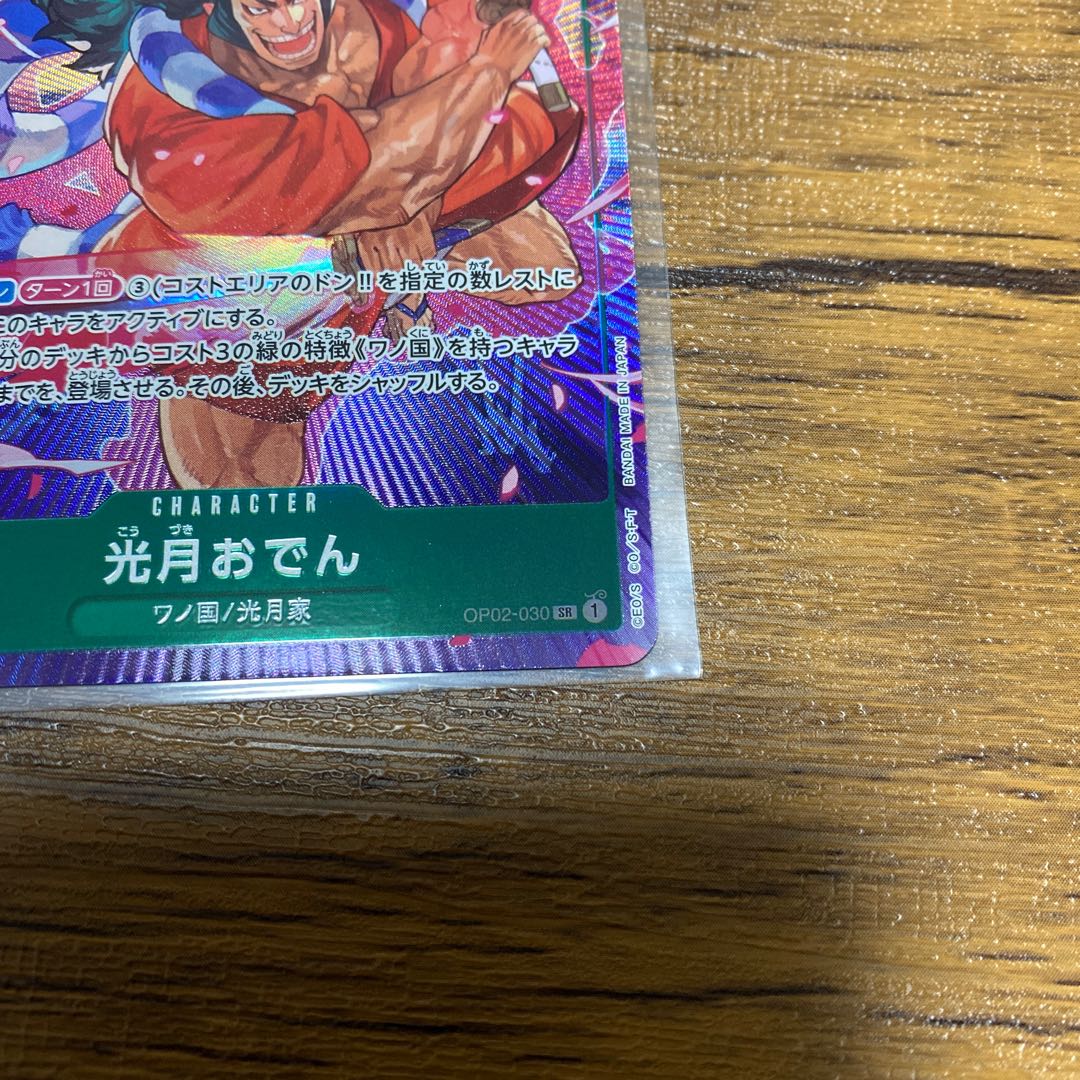 ターン1回 ③(コストエリアのドン!!を指定の数レストに
のキャラをアクティブにする。
分のデッキからコスト3の緑の特徴《ワノ国》を持つキャラ
までを、登場させる。その後、デッキをシャッフルする。
CHARACTER
光月おでん
ワノ国/光月家
OP02-030 SR 1
©EO/S ©O/S・F・T BANDAI MADE IN JAPAN